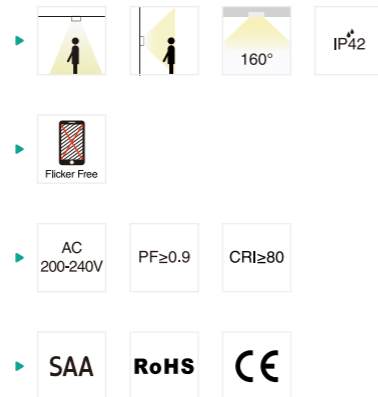 160°
IP42
Flicker Free
AC
200-240V
PF≥0.9
CRI≥80
SAA
RoHS
CE